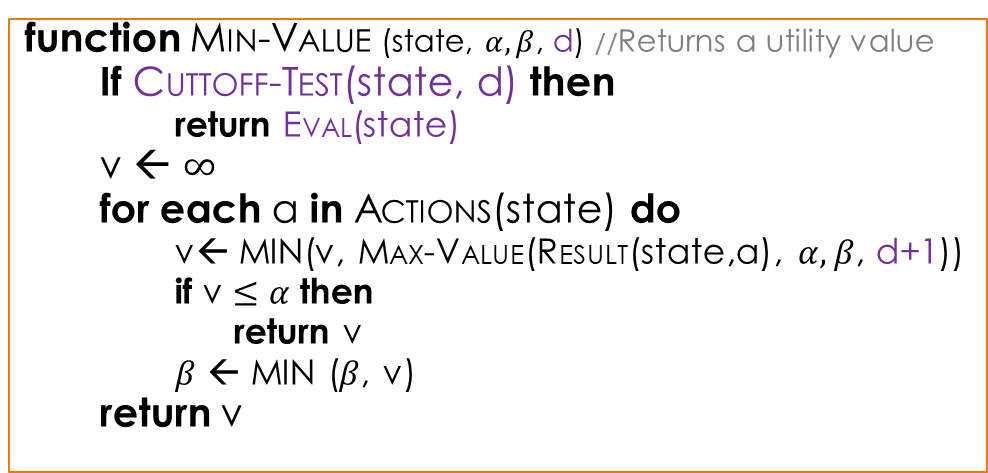 function MIN-VALUE (state, 𝛼,𝛽, d) //Returns a utility value
If CUTTOFF-TEST(state, d) then
return EVAL(state)
v ← ∞
for each a in ACTIONS(state) do
v← MIN(v, MAX-VALUE(RESULT(state,a), 𝛼,𝛽, d+1))
if v ≤ 𝛼 then
return v
𝛽 ← MIN (𝛽, v)
return v